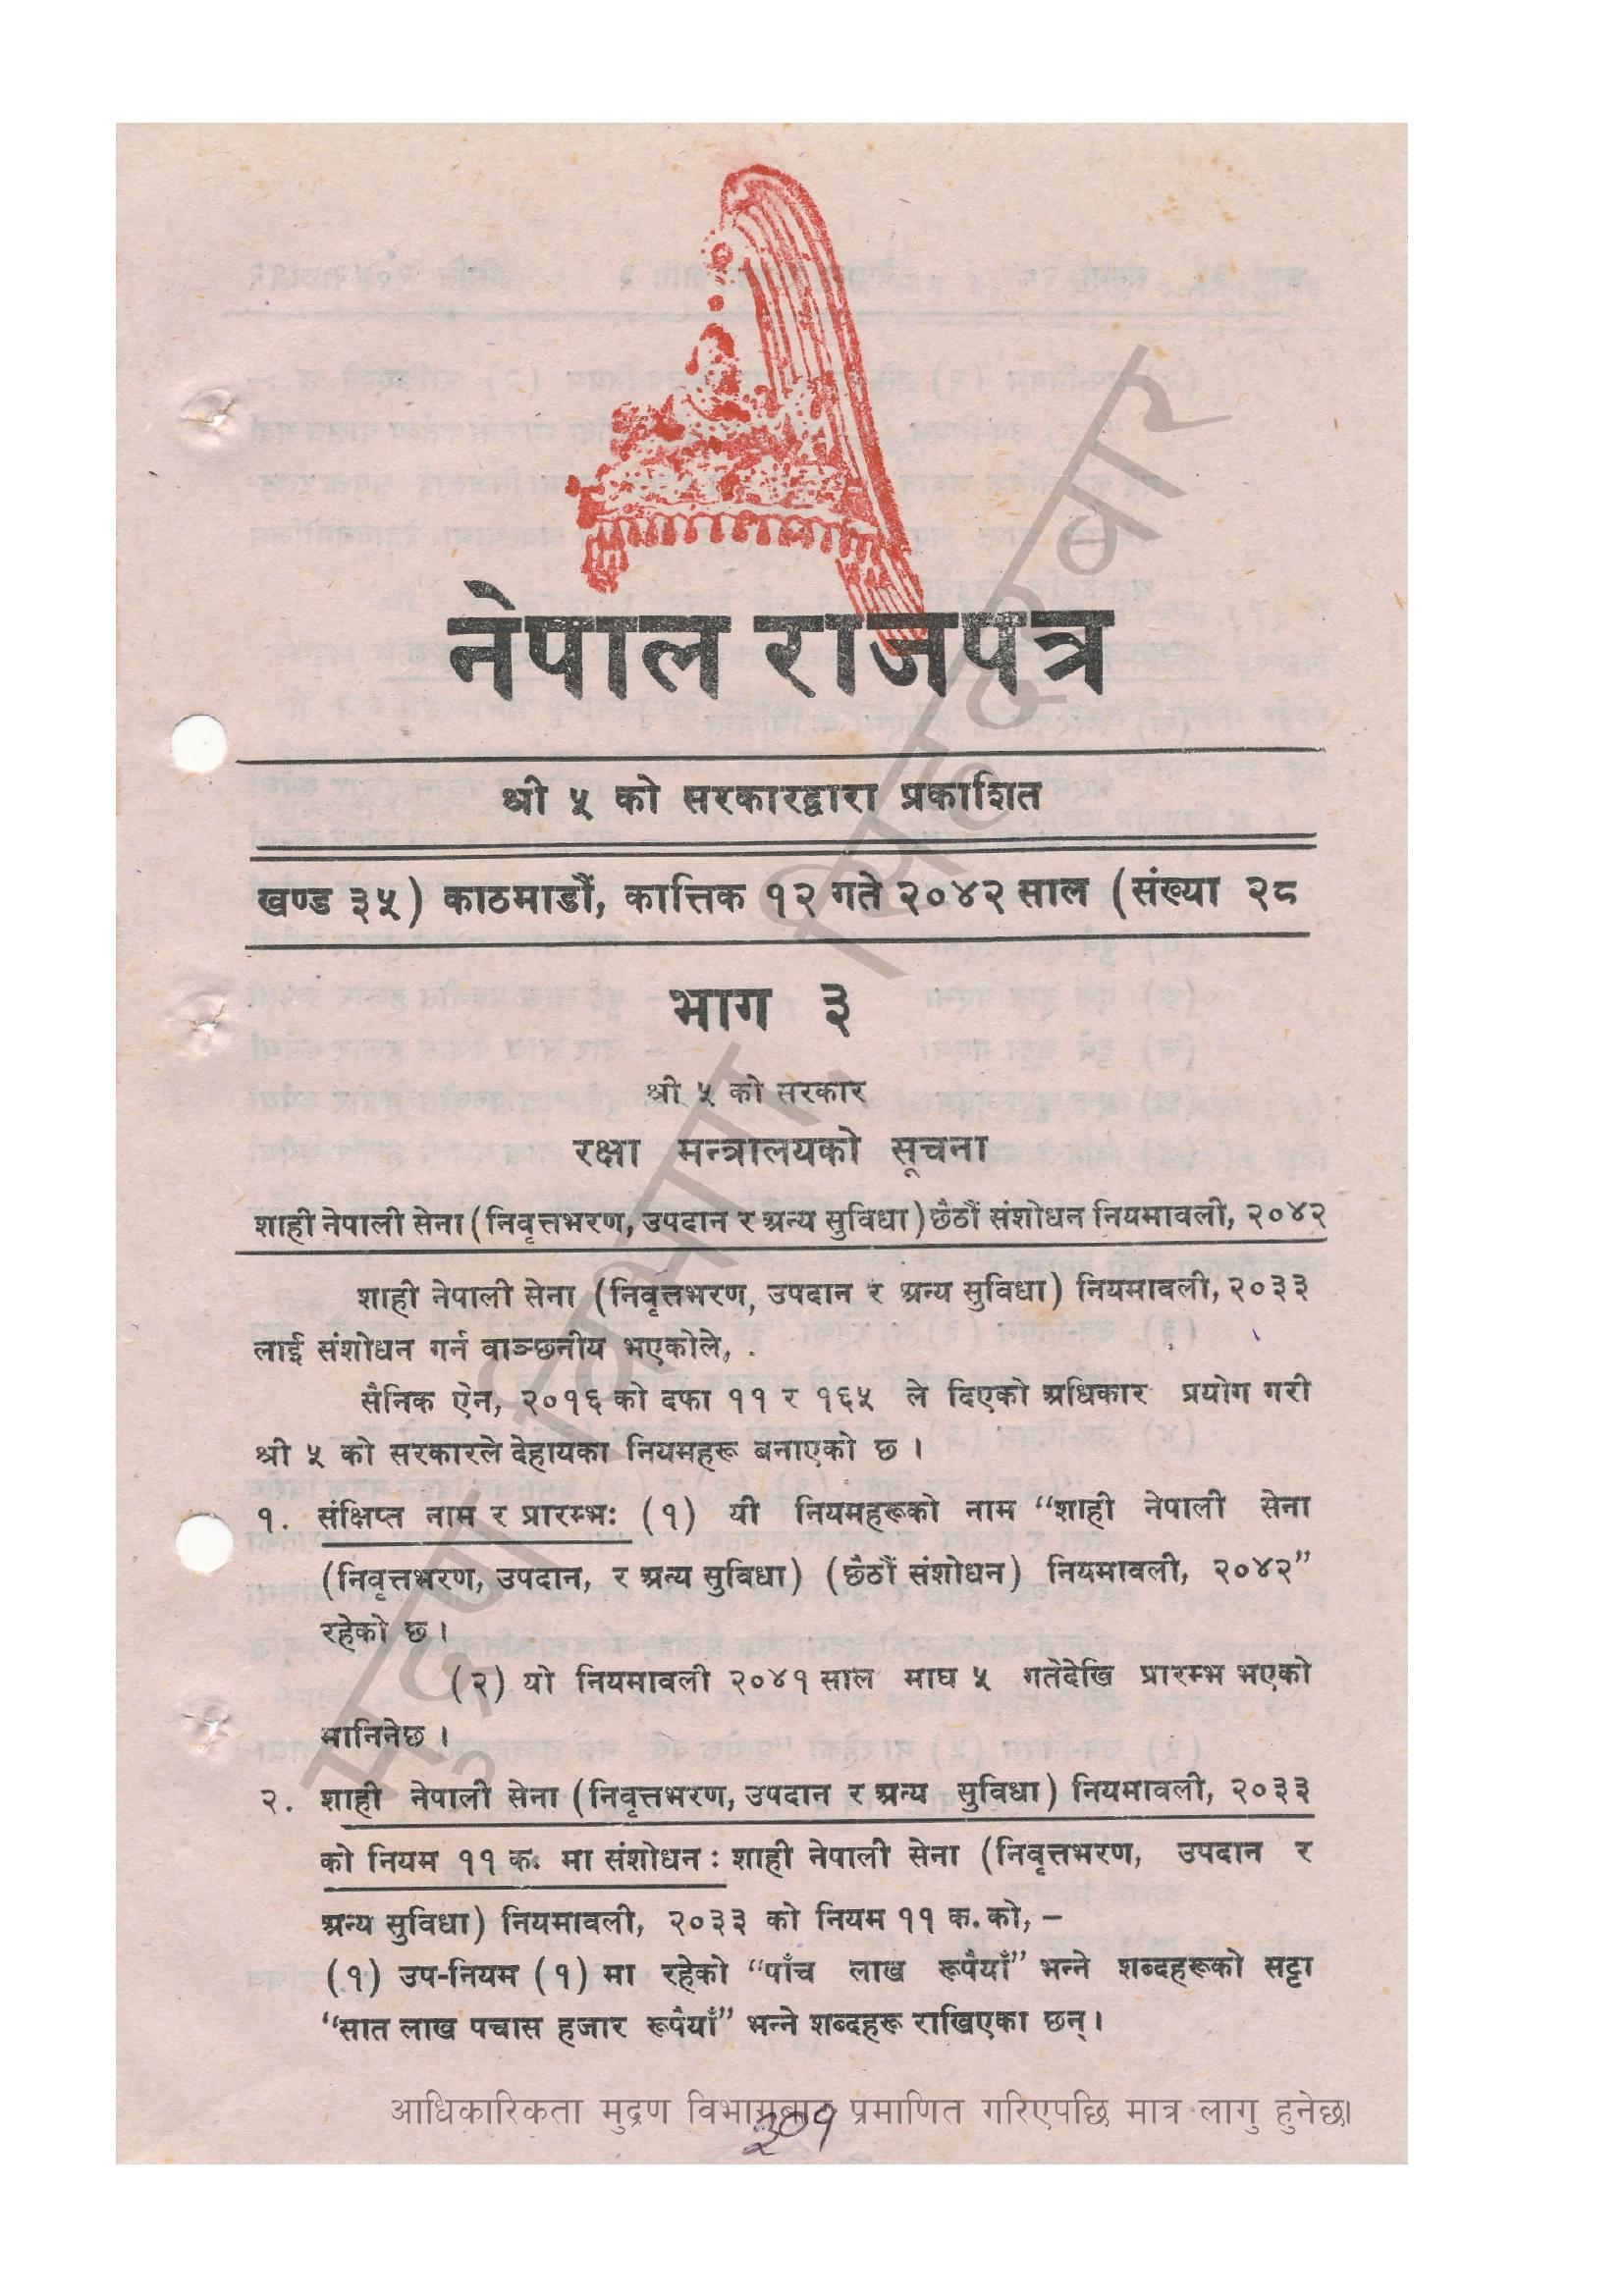 नेपाल राजपत्र
श्री ५ को सरकारद्वारा प्रकाशित
खण्ड ३५) काठमाडौं, कात्तिक १२ गते २०४२ साल (संख्या २८
भाग ३
श्री ५ को सरकार
रक्षा मन्त्रालयको सूचना
शाही नेपाली सेना (निवृत्तभरण, उपदान र अन्य सुविधा) छैठौं संशोधन नियमावली, २०४२
शाही नेपाली सेना (निवृत्तभरण, उपदान र अन्य सुविधा) नियमावली, २०३३
लाई संशोधन गर्न वाञ्छनीय भएकोले,
सैनिक ऐन, २०१६ को दफा ११ र १६५ ले दिएको अधिकार प्रयोग गरी
श्री ५ को सरकारले देहायका नियमहरू बनाएको छ ।
१. संक्षिप्त नाम र प्रारम्भः (१) यी नियमहरूको नाम “शाही नेपाली सेना
(निवृत्तभरण, उपदान, र अन्य सुविधा) (छैठौं संशोधन) नियमावली, २०४२”
रहेको छ ।
(२) यो नियमावली २०४१ साल माघ ५ गतेदेखि प्रारम्भ भएको
मानिनेछ ।
२. शाही नेपाली सेना (निवृत्तभरण, उपदान र अन्य सुविधा) नियमावली, २०३३
को नियम ११ क. मा संशोधन : शाही नेपाली सेना (निवृत्तभरण, उपदान र
अन्य सुविधा) नियमावली, २०३३ को नियम ११ क. को, –
(१) उप-नियम (१) मा रहेको “पाँच लाख रूपैयाँ” भन्ने शब्दहरूको सट्टा
“सात लाख पचास हजार रूपैयाँ” भन्ने शब्दहरू राखिएका छन् ।
मुद्रण विभाग, सिंहदरवार
आधिकारिकता मुद्रण विभागबाट प्रमाणित गरिएपछि मात्र लागु हुनेछ।
३०१